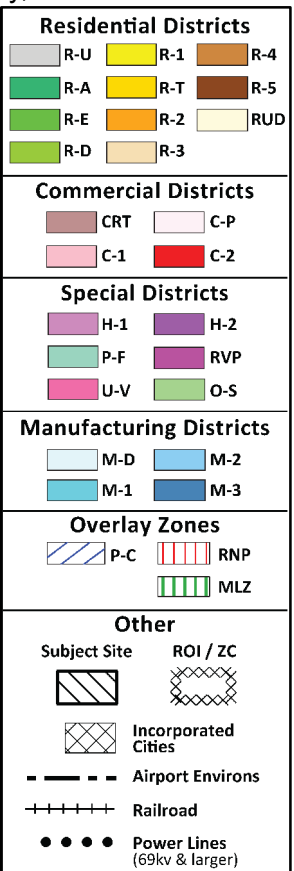 y,
Residential Districts
R-U R-1 R-4
R-A R-T R-5
R-E R-2 RUD
R-D R-3
Commercial Districts
CRT C-P
C-1 C-2
Special Districts
H-1 H-2
P-F RVP
U-V O-S
Manufacturing Districts
M-D M-2
M-1 M-3
Overlay Zones
P-C RNP
MLZ
Other
Subject Site ROI / ZC
Incorporated
Cities
Airport Environs
Railroad
Power Lines
(69kv & larger)